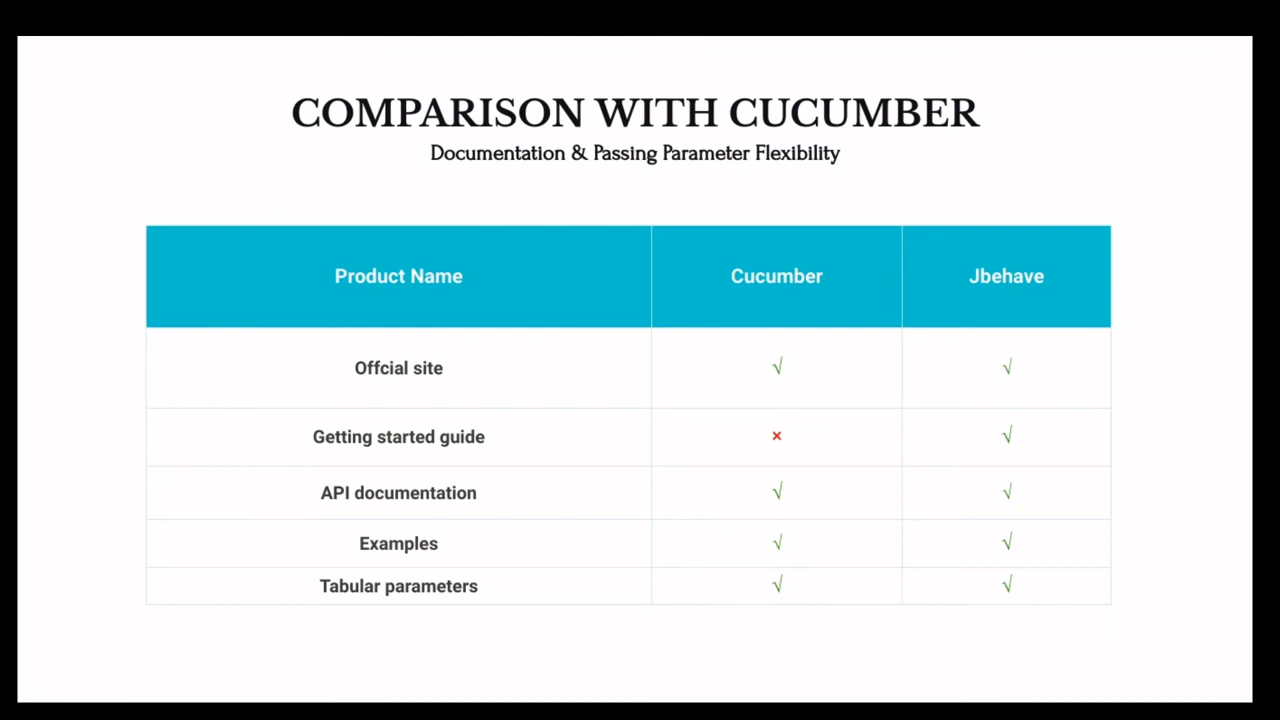 COMPARISON WITH CUCUMBER
Documentation & Passing Parameter Flexibility
Product Name Cucumber Jbehave
Offcial site √ √
Getting started guide × √
API documentation √ √
Examples √ √
Tabular parameters √ √